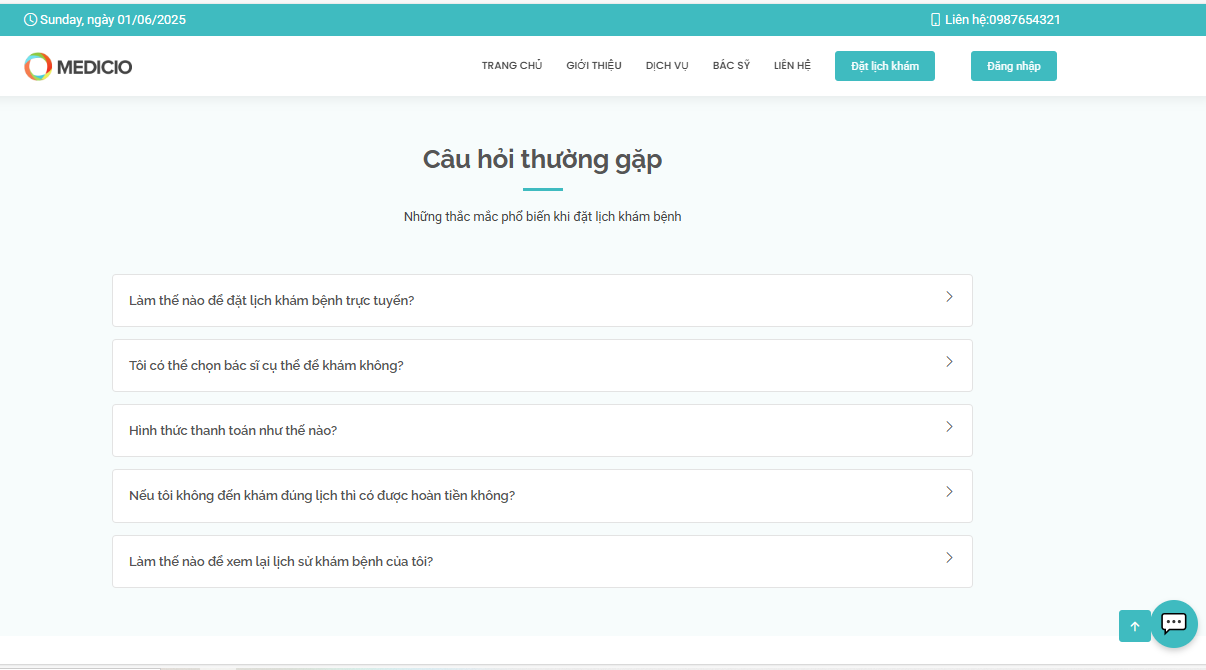 Sunday, ngày 01/06/2025
Liên hệ:0987654321
MEDICIO
TRANG CHỦ
GIỚI THIỆU
DỊCH VỤ
BÁC SỸ
LIÊN HỆ
Đặt lịch khám
Đăng nhập
Câu hỏi thường gặp
Những thắc mắc phổ biến khi đặt lịch khám bệnh
Làm thế nào để đặt lịch khám bệnh trực tuyến?
Tôi có thể chọn bác sĩ cụ thể để khám không?
Hình thức thanh toán như thế nào?
Nếu tôi không đến khám đúng lịch thì có được hoàn tiền không?
Làm thế nào để xem lại lịch sử khám bệnh của tôi?